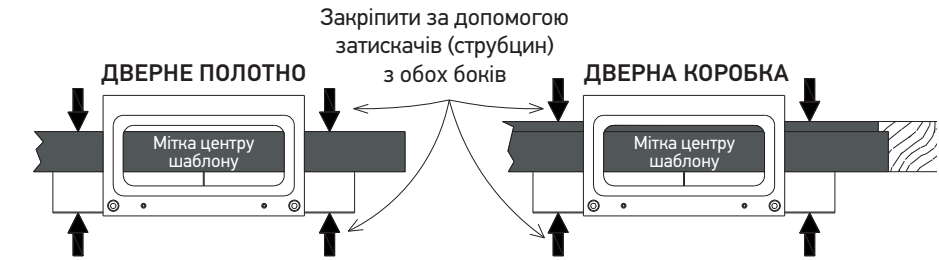 Закріпити за допомогою
затискачів (струбцин)
з обох боків
ДВЕРНЕ ПОЛОТНО
ДВЕРНА КОРОБКА
Мітка центру
шаблону
Мітка центру
шаблону